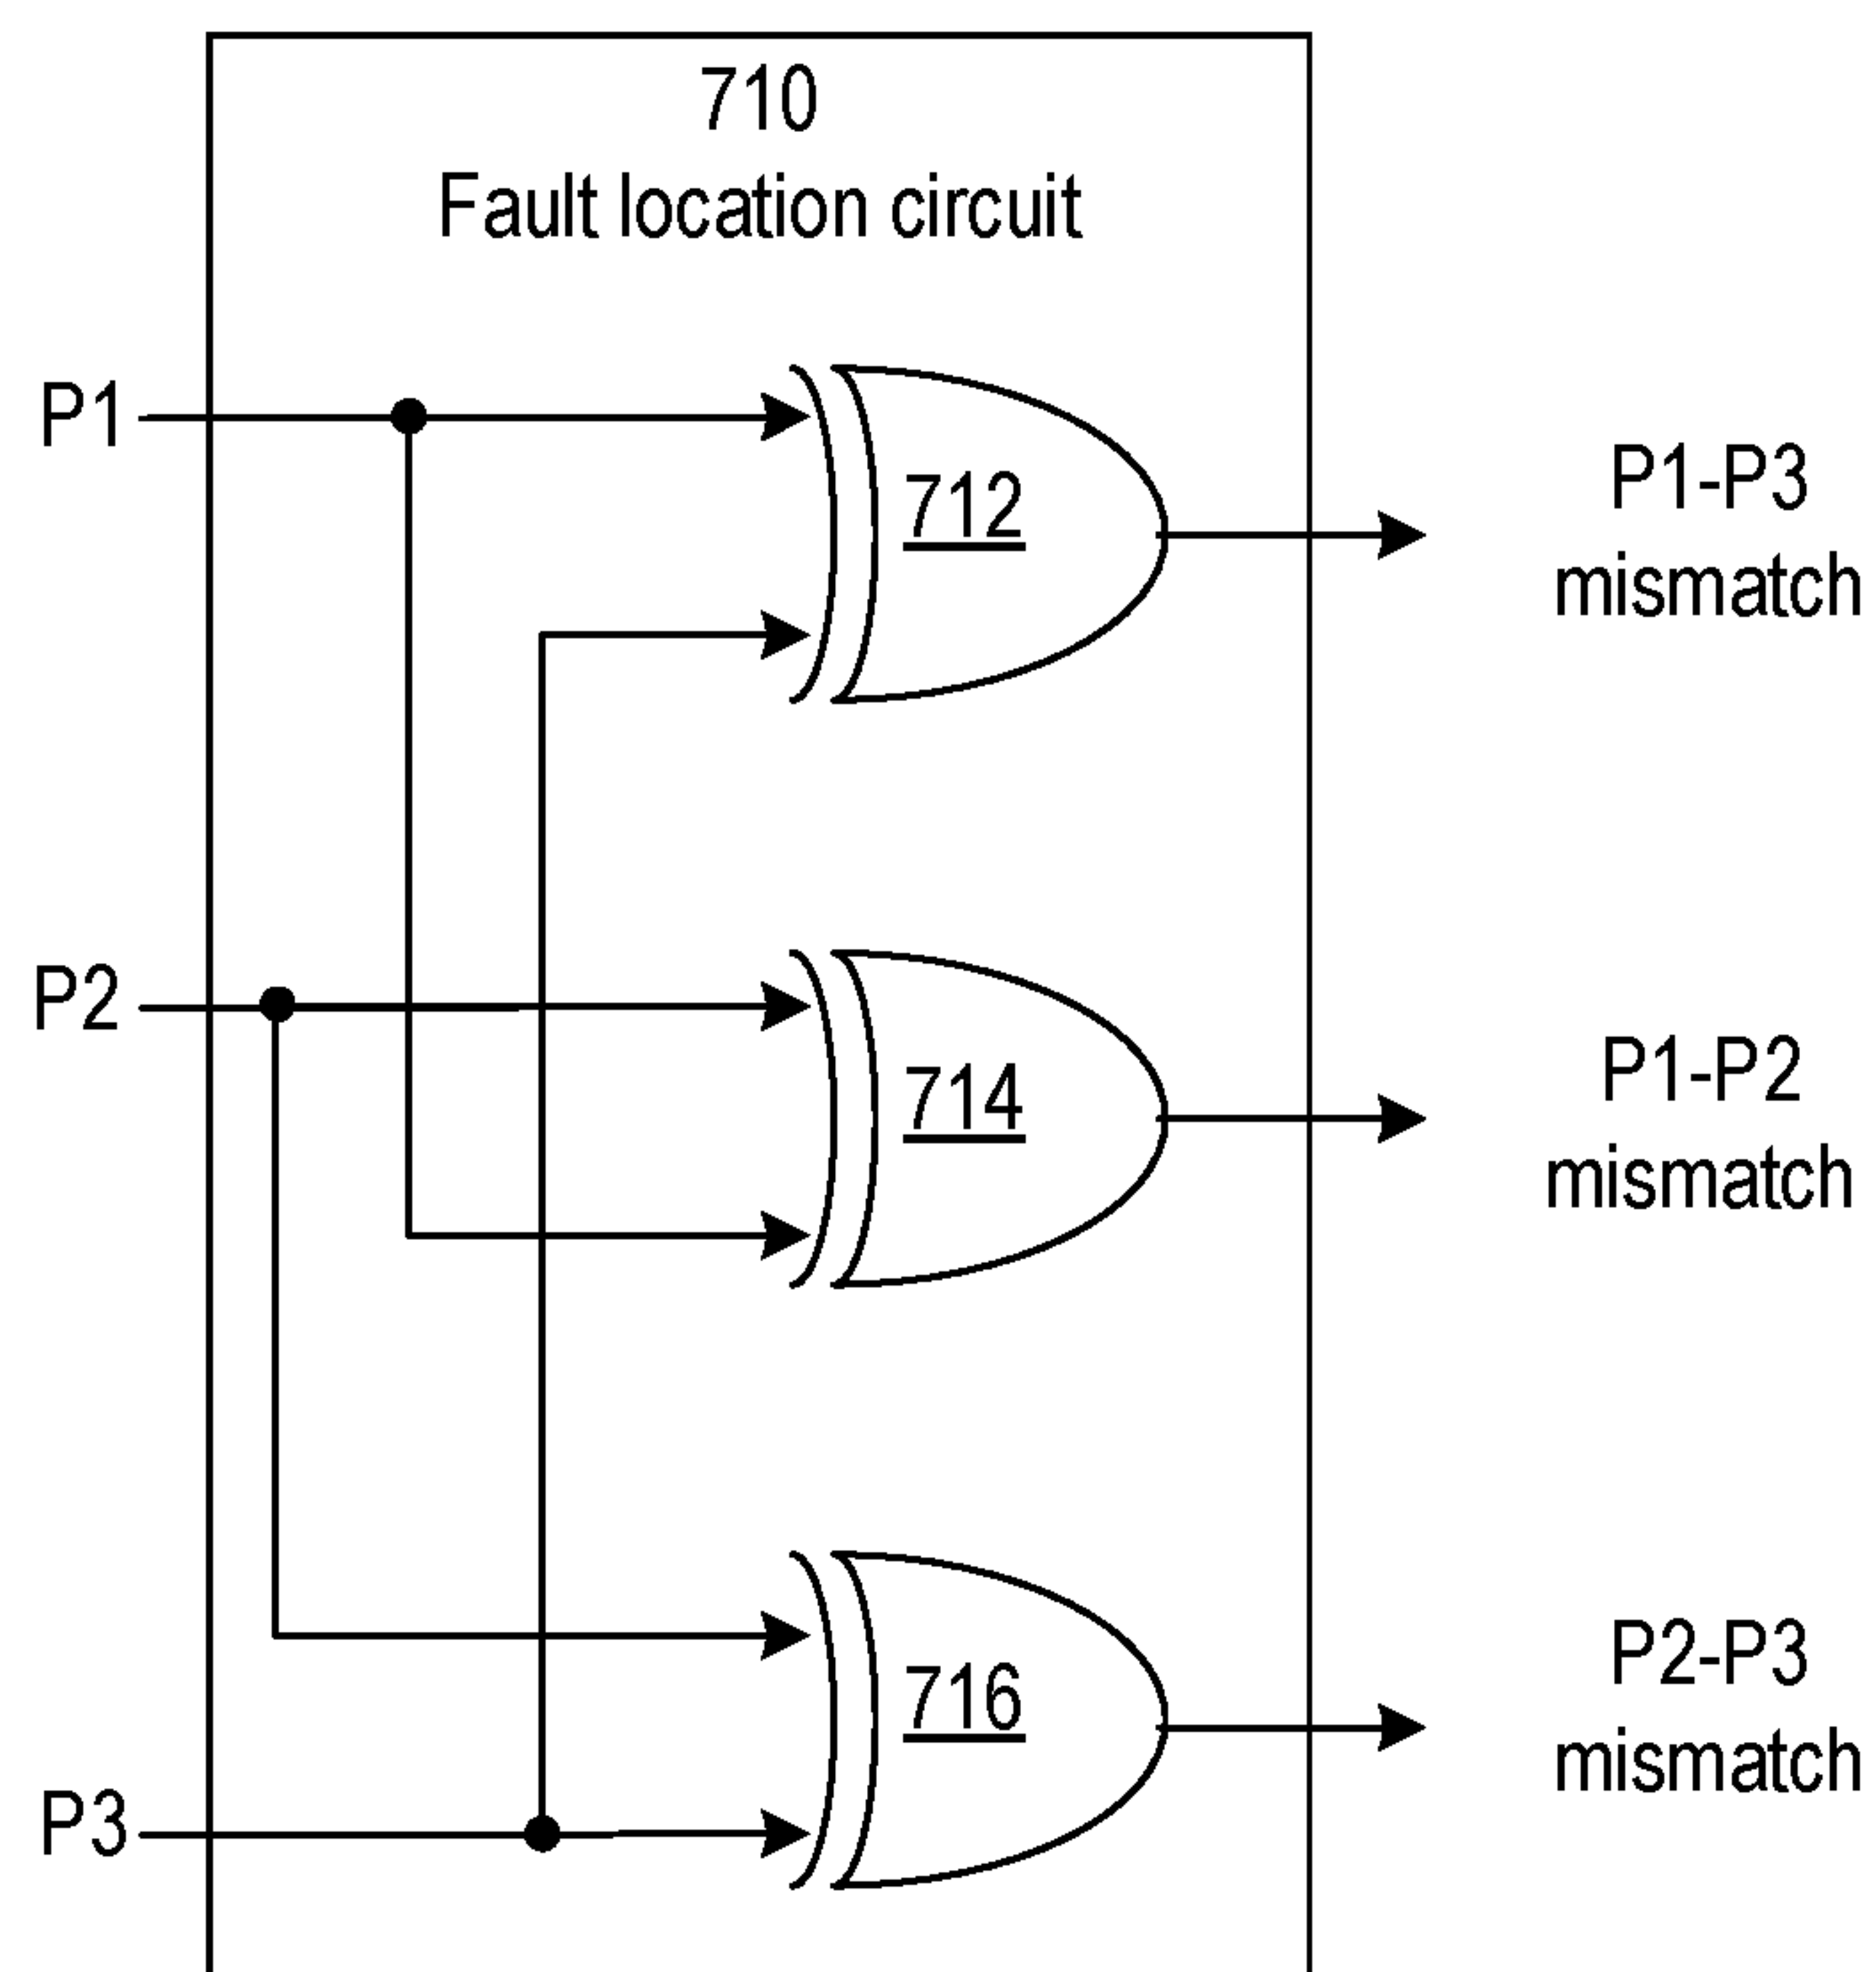 710
Fault location circuit
P1
712
P1-P3
mismatch
P2
714
P1-P2
mismatch
716
P2-P3
mismatch
P3